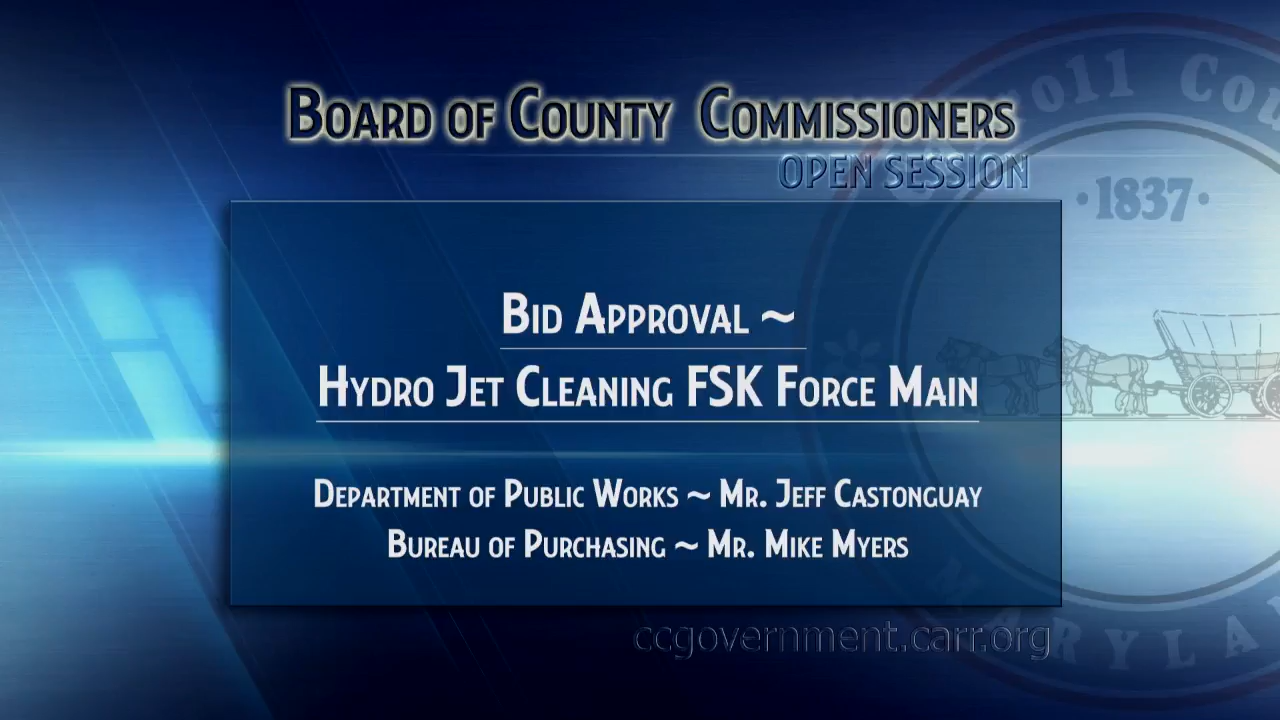 Board of County Commissioners
OPEN SESSION
·1837·
Bid Approval ~
Hydro Jet Cleaning FSK Force Main
Department of Public Works ~ Mr. Jeff Castonguay
Bureau of Purchasing ~ Mr. Mike Myers
ccgovernment.carr.org